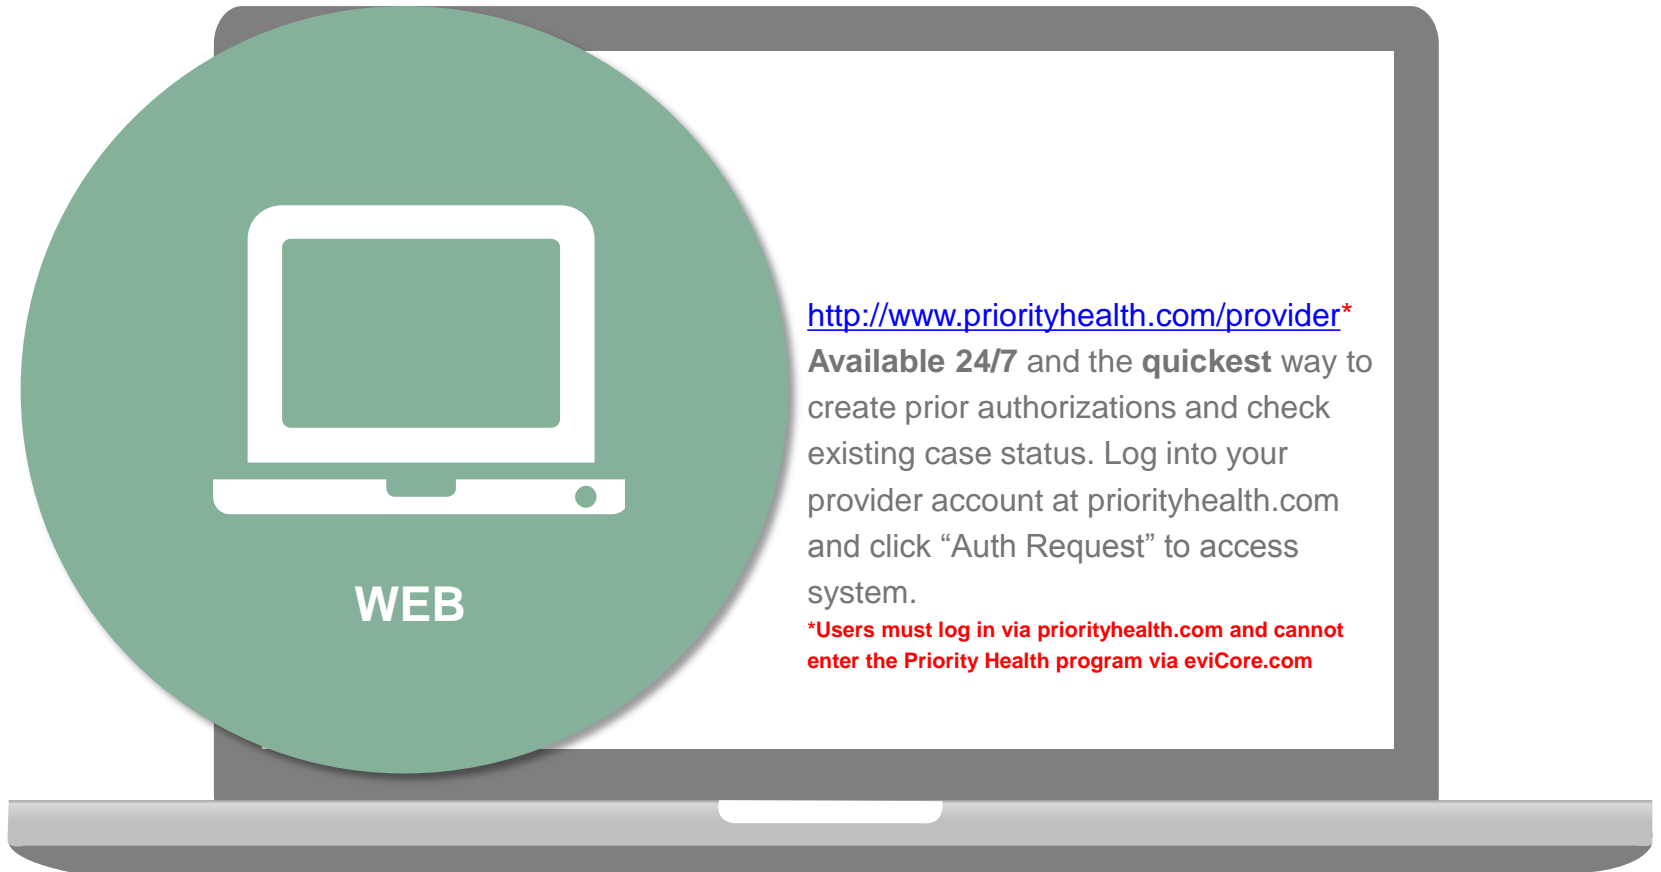 WEB
http://www.priorityhealth.com/provider*
Available 24/7 and the quickest way to
create prior authorizations and check
existing case status. Log into your
provider account at priorityhealth.com
and click “Auth Request” to access
system.
*Users must log in via priorityhealth.com and cannot
enter the Priority Health program via eviCore.com